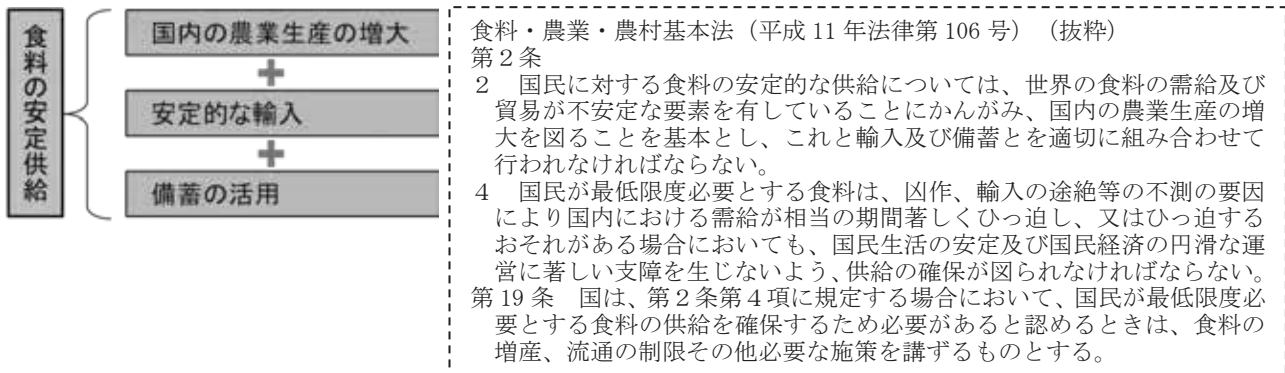 食料の安定供給
国内の農業生産の増大
+
安定的な輸入
+
備蓄の活用
食料・農業・農村基本法（平成 11 年法律第 106 号）（抜粋）
第２条
２　国民に対する食料の安定的な供給については、世界の食料の需給及び
貿易が不安定な要素を有していることにかんがみ、国内の農業生産の増
大を図ることを基本とし、これと輸入及び備蓄とを適切に組み合わせて
行われなければならない。
４　国民が最低限度必要とする食料は、凶作、輸入の途絶等の不測の要因
により国内における需給が相当の期間著しくひっ迫し、又はひっ迫する
おそれがある場合においても、国民生活の安定及び国民経済の円滑な運
営に著しい支障を生じないよう、供給の確保が図られなければならない。
第 19 条　国は、第２条第４項に規定する場合において、国民が最低限度必
要とする食料の供給を確保するため必要があると認めるときは、食料の
増産、流通の制限その他必要な施策を講ずるものとする。